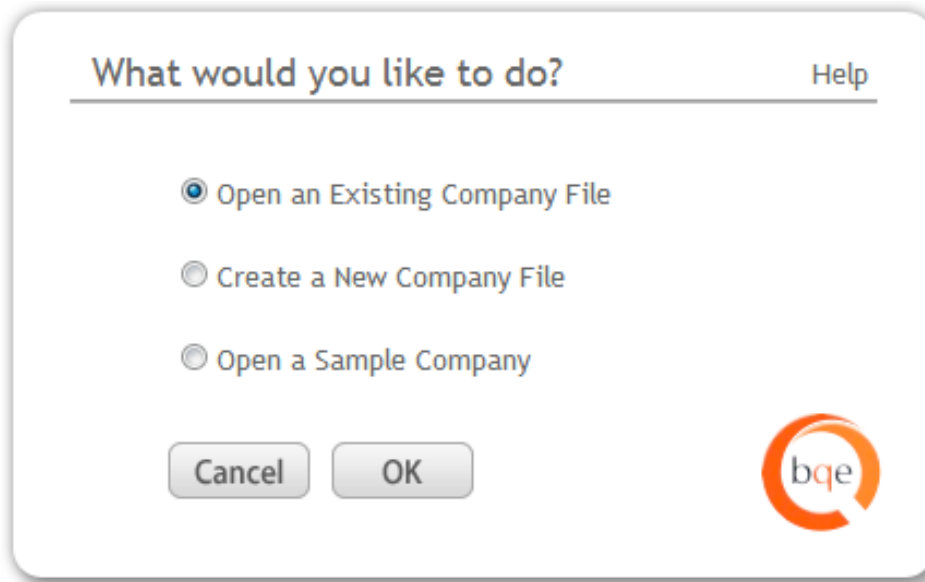 What would you like to do?
Help
Open an Existing Company File
Create a New Company File
Open a Sample Company
Cancel
OK
bqe